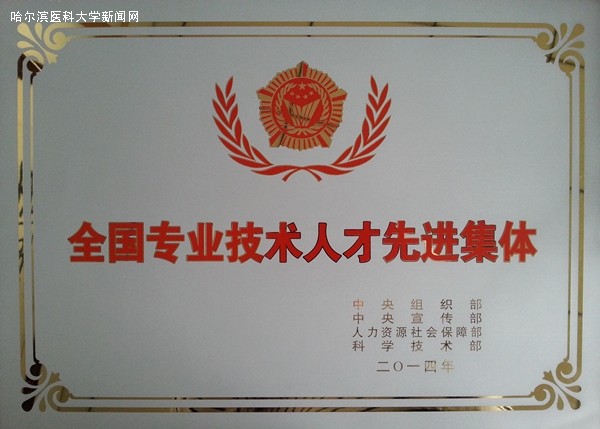 哈尔滨医科大学新闻网
全国专业技术人才先进集体
中央组织部
中央宣传部
人力资源社会保障部
科学技术部
二〇一四年